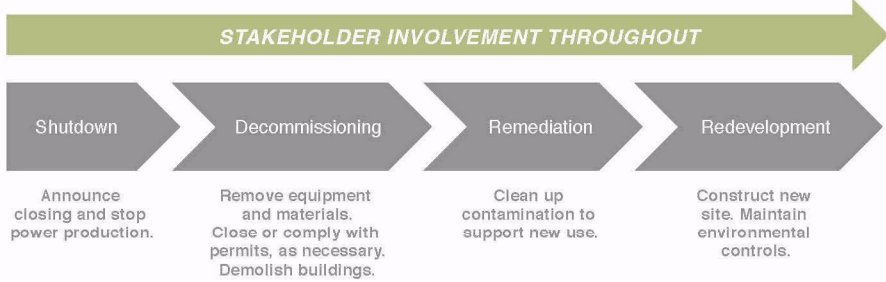 STAKEHOLDER INVOLVEMENT THROUGHOUT
Shutdown
Decommissioning
Remediation
Redevelopment
Announce
closing and stop
power production.
Remove equipment
and materials.
Close or comply with
permits, as necessary.
Demolish buildings.
Clean up
contamination to
support new use.
Construct new
site. Maintain
environmental
controls.